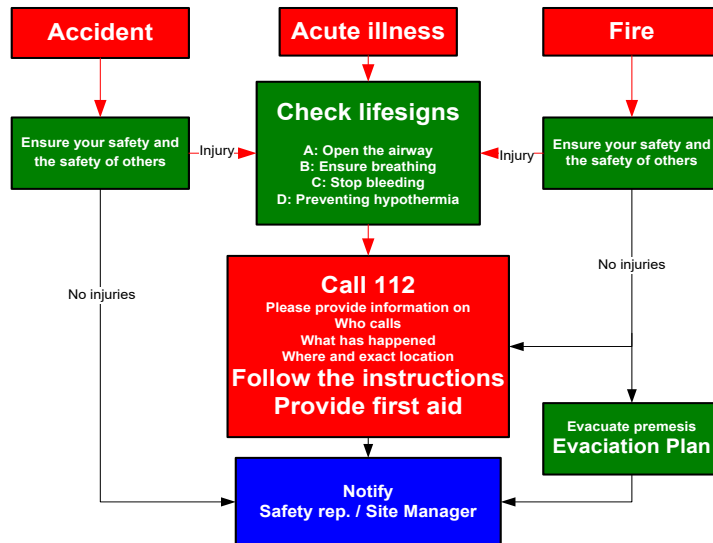 Accident
Acute illness
Fire
Check lifesigns
A: Open the airway
B: Ensure breathing
C: Stop bleeding
D: Preventing hypothermia
Ensure your safety and
the safety of others
Injury
Injury
Ensure your safety and
the safety of others
No injuries
No injuries
Call 112
Please provide information on
Who calls
What has happened
Where and exact location
Follow the instructions
Provide first aid
Evacuate premesis
Evaciation Plan
Notify
Safety rep. / Site Manager